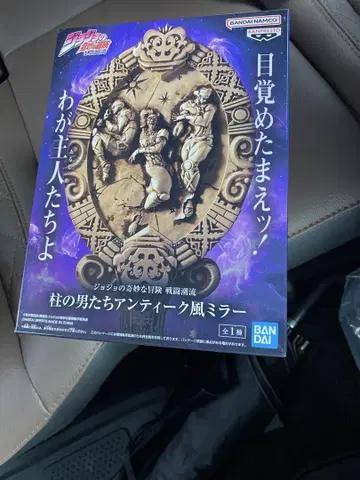 ジョジョの奇妙な冒険
BANDAI NAMCO
BANPRESTO
目覚めたまえッ!
わが主人たちよ
ジョジョの奇妙な冒険 戦闘潮流
柱の男たちアンティーク風ミラー
全1種
BAN
DAI